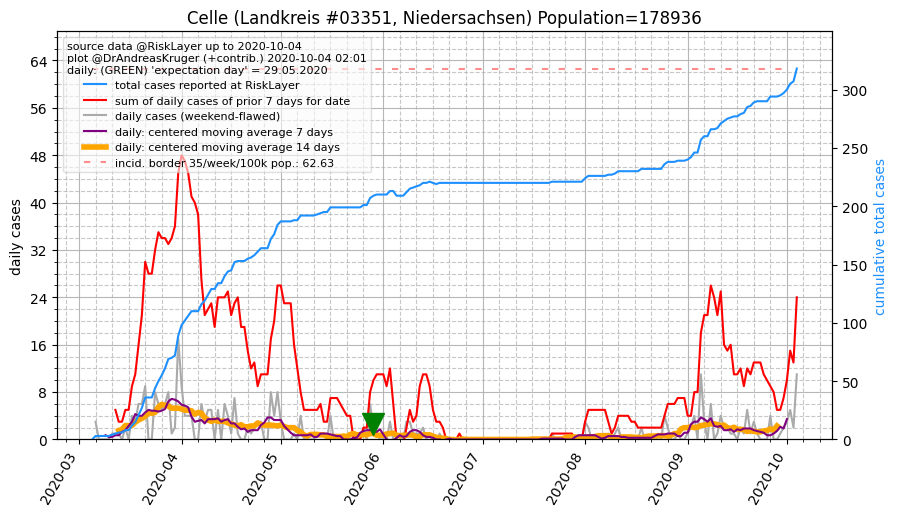 Celle (Landkreis #03351, Niedersachsen) Population=178936
source data @RiskLayer up to 2020-10-04
plot @DrAndreasKruger (+contrib.) 2020-10-04 02:01
daily: (GREEN) 'expectation day' = 29.05.2020
total cases reported at RiskLayer
sum of daily cases of prior 7 days for date
daily cases (weekend-flawed)
daily: centered moving average 7 days
daily: centered moving average 14 days
incid. border 35/week/100k pop.: 62.63
daily cases
64
56
48
40
32
24
16
8
0
300
250
200
150
100
50
0
cumulative total cases
2020-03
2020-04
2020-05
2020-06
2020-07
2020-08
2020-09
2020-10